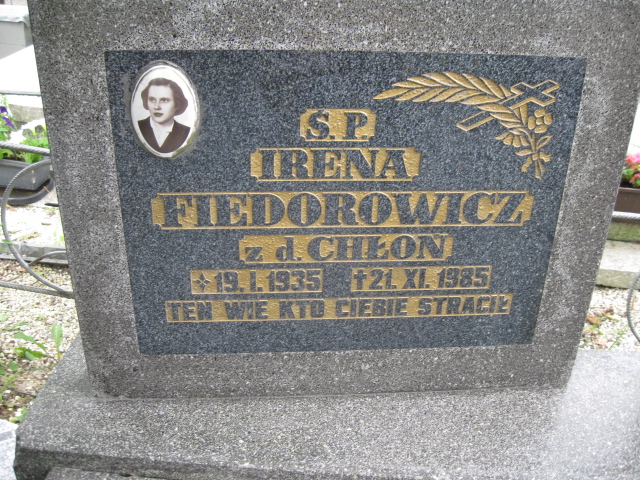 Ś.P.
IRENA
FIEDOROWICZ
z d. CHŁON
19. I. 1935 †21. XI. 1985
TEN WIE KTO CIEBIE STRACIŁ